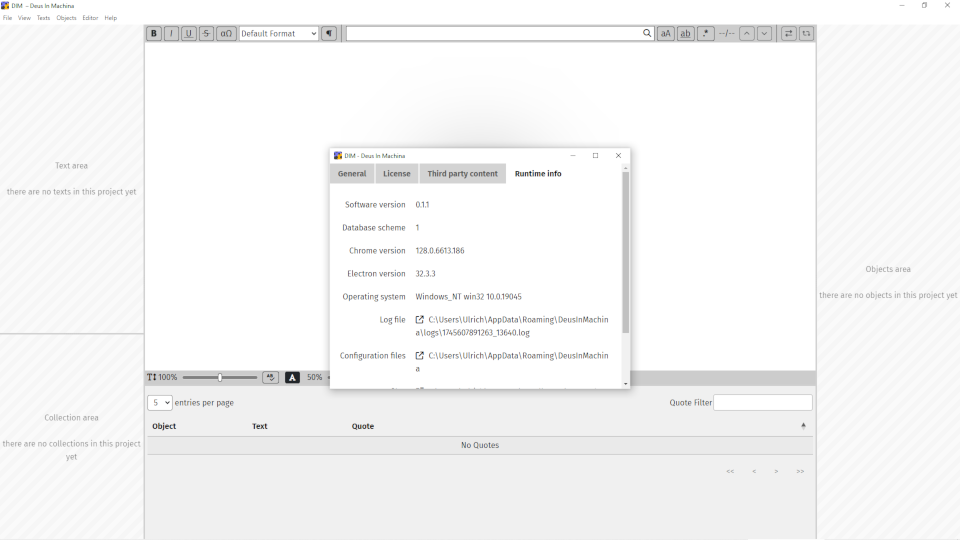 DIM - Deus In Machina
File View Texts Objects Editor Help
B I U S αΩ Default Format ¶ aA ab .* --/--
Text area
there are no texts in this project yet
Collection area
there are no collections in this project
yet
DIM - Deus In Machina
General License Third party content Runtime info
Software version 0.1.1
Database scheme 1
Chrome version 128.0.6613.186
Electron version 32.3.3
Operating system Windows_NT win32 10.0.19045
Log file C:\Users\Ulrich\AppData\Roaming\DeusInMachin
a\logs\1745607891263_13640.log
Configuration files C:\Users\Ulrich\AppData\Roaming\DeusInMachin
a
Objects area
there are no objects in this project yet
T 100% A 50%
5 entries per page Quote Filter
Object Text Quote
No Quotes
<< < > >>